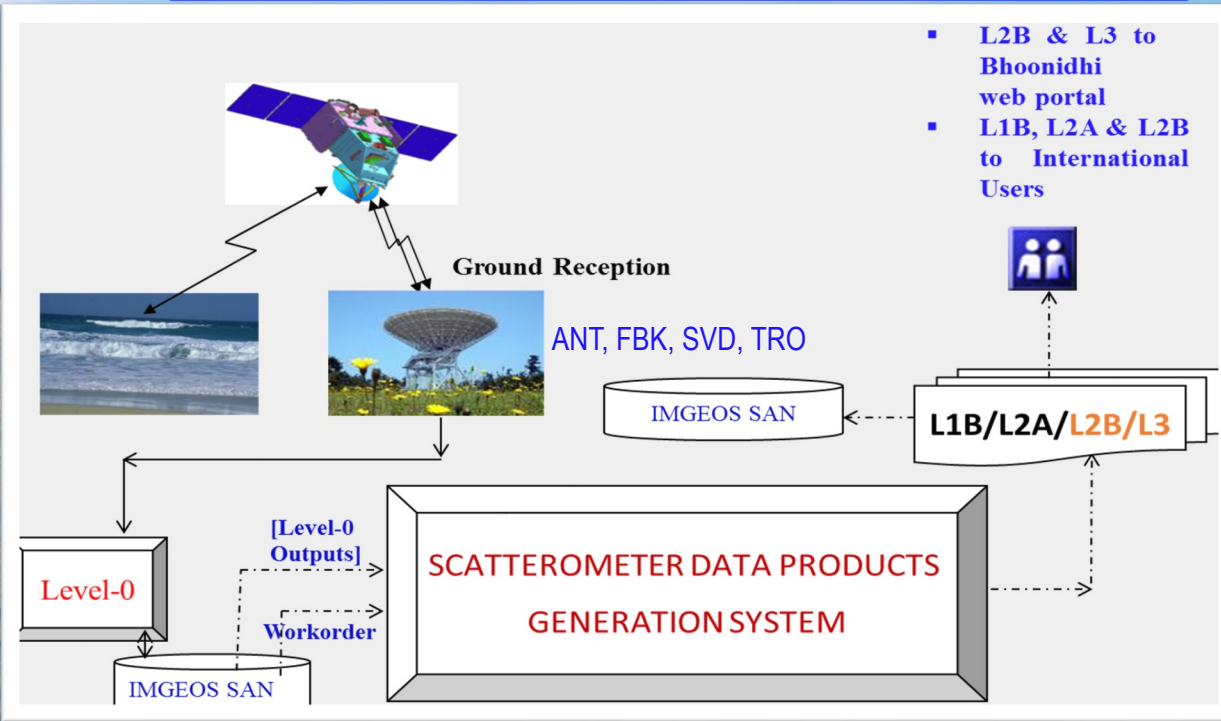 ▪ L2B & L3 to
Bhoonidhi
web portal
▪ L1B, L2A & L2B
to International
Users
Ground Reception
ANT, FBK, SVD, TRO
IMGEOS SAN
L1B/L2A/L2B/L3
[Level-0
Outputs]
Level-0
Workorder
SCATTEROMETER DATA PRODUCTS
GENERATION SYSTEM
IMGEOS SAN